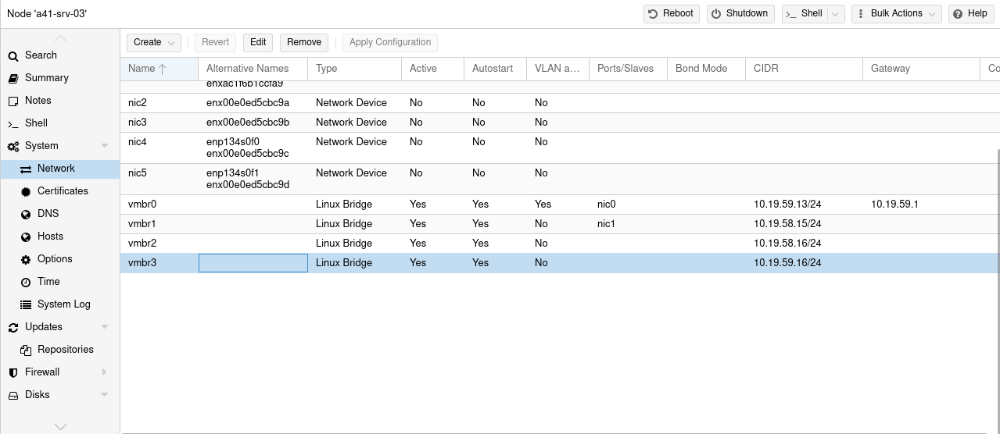 Node 'a41-srv-03'
Reboot
Shutdown
Shell
Bulk Actions
Help
Search
Summary
Notes
Shell
System
Network
Certificates
DNS
Hosts
Options
Time
System Log
Updates
Repositories
Firewall
Disks
Create Revert Edit Remove Apply Configuration
Name Alternative Names Type Active Autostart VLAN a... Ports/Slaves Bond Mode CIDR Gateway Co
enxac1f6b1ccfa9
nic2 enx00e0ed5cbc9a Network Device No No No
nic3 enx00e0ed5cbc9b Network Device No No No
nic4 enp134s0f0 Network Device No No No
enx00e0ed5cbc9c
nic5 enp134s0f1 Network Device No No No
enx00e0ed5cbc9d
vmbr0 Linux Bridge Yes Yes Yes nic0 10.19.59.13/24 10.19.59.1
vmbr1 Linux Bridge Yes Yes No nic1 10.19.58.15/24
vmbr2 Linux Bridge Yes Yes No 10.19.58.16/24
vmbr3 Linux Bridge Yes Yes No 10.19.59.16/24